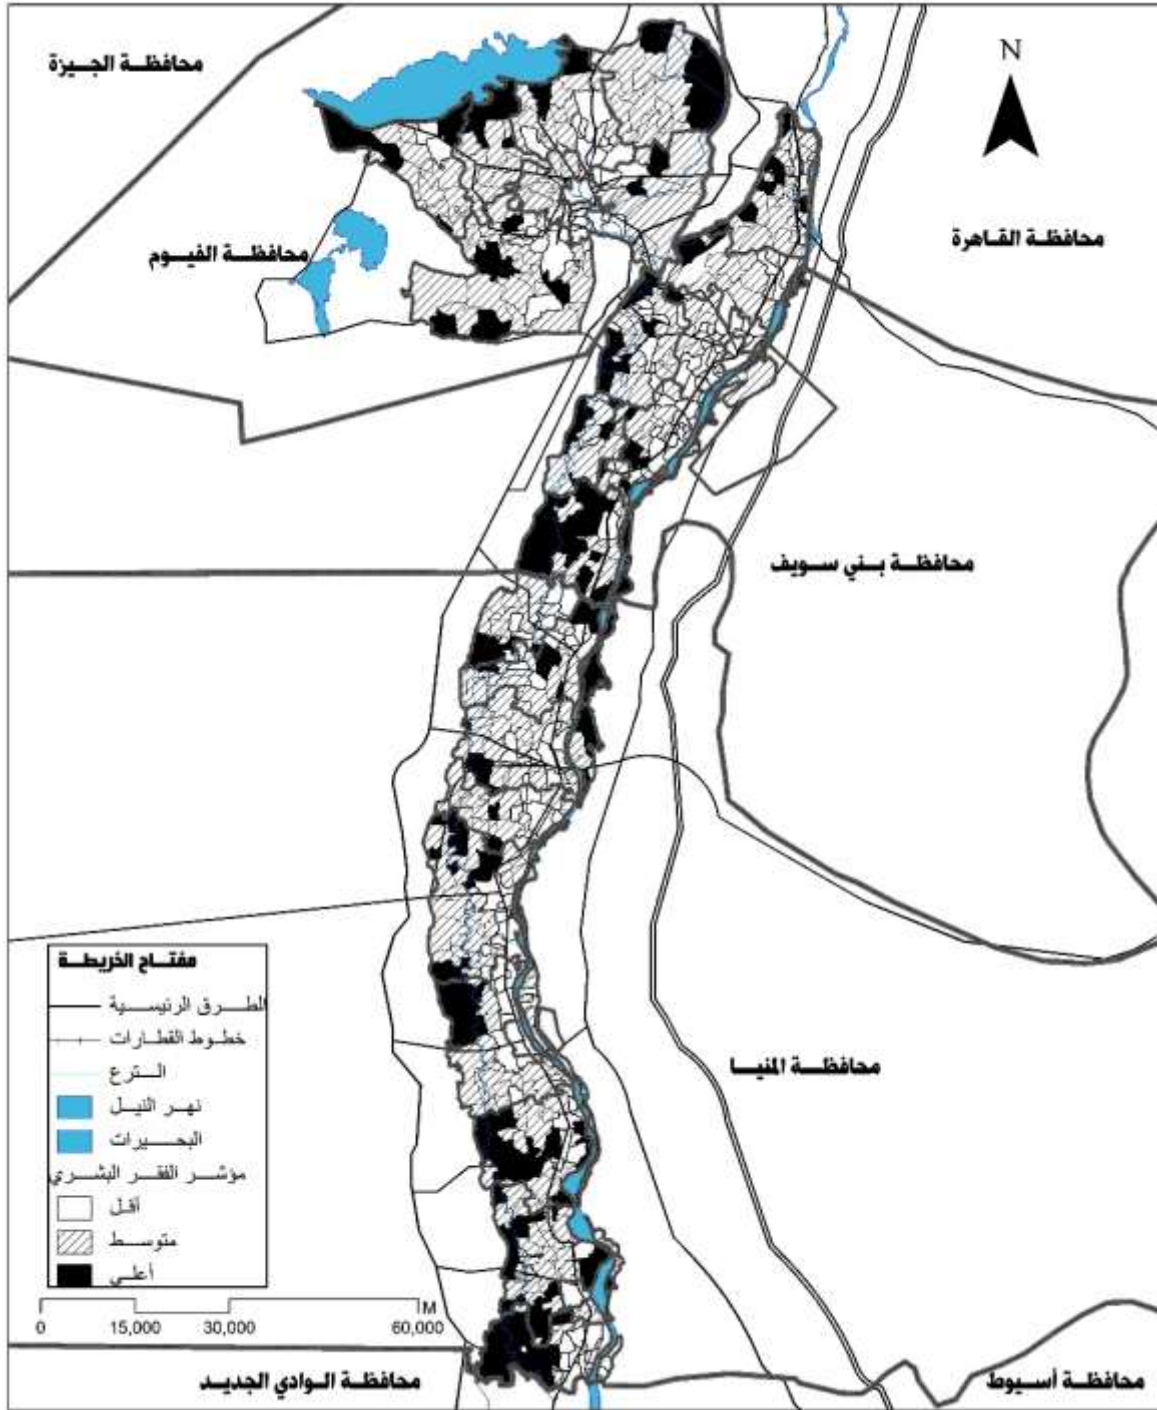 محافظة الجيزة
N
محافظة القاهرة
محافظة الفيوم
محافظة بني سويف
محافظة المنيا
مفتاح الخريطة
الطرق الرئيسية
خطوط القطارات
الترع
نهر النيل
البحيرات
مؤشر الفقر البشري
أقل
متوسط
أعلى
M
0 15,000 30,000 60,000
محافظة الوادي الجديد
محافظة أسيوط